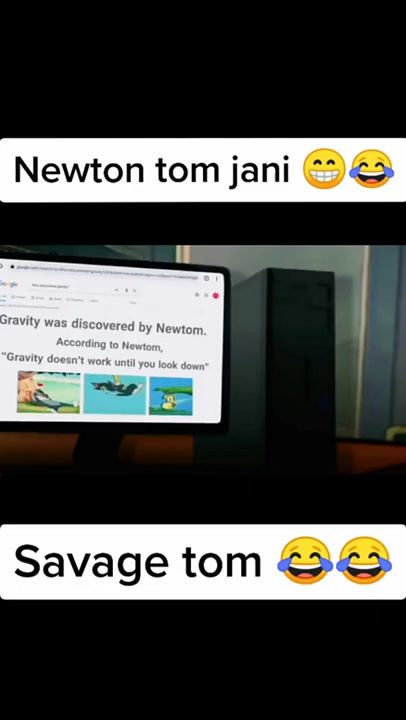 Newton tom jani 😁😂
Google
Gravity was discovered by Newtom.
According to Newtom,
"Gravity doesn't work until you look down"
Savage tom 😂😂